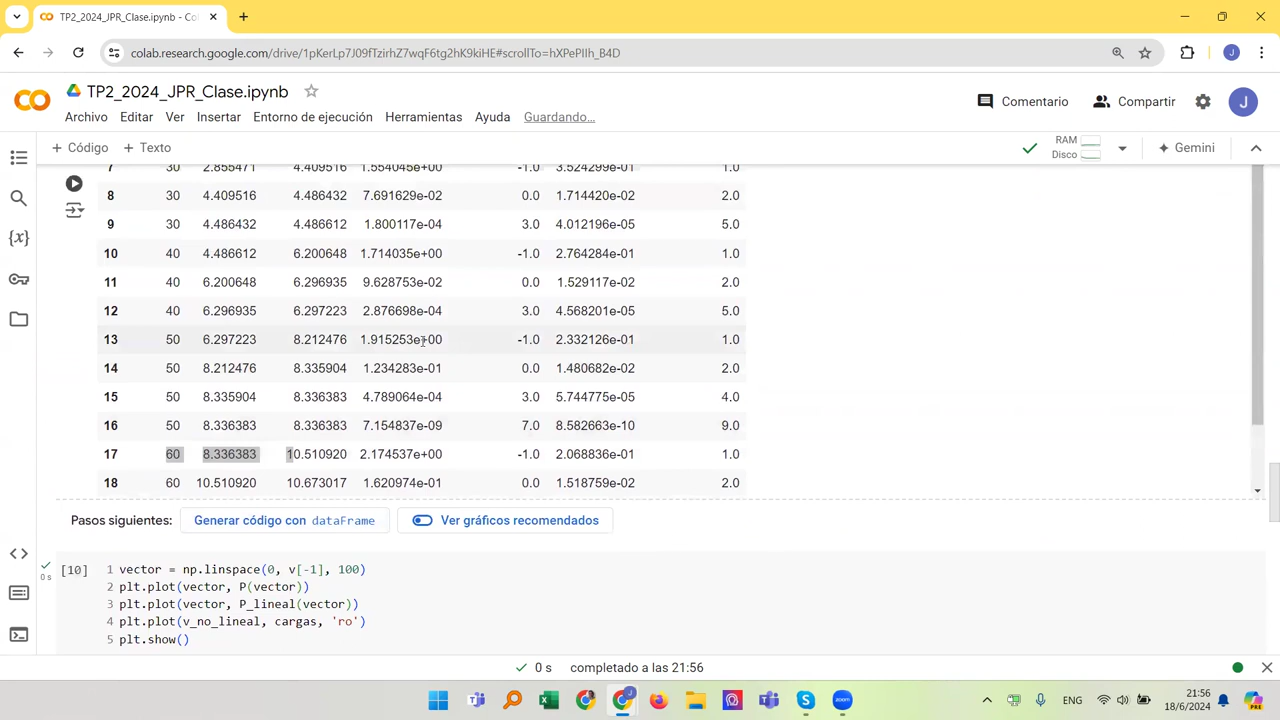 TP2_2024_JPR_Clase.ipynb - Co
colab.research.google.com/drive/1pKerLp7J09fTzirhZ7wqF6tg2hK9kiHE#scrollTo=hXPePIIh_B4D
TP2_2024_JPR_Clase.ipynb
Comentario Compartir J
Archivo Editar Ver Insertar Entorno de ejecución Herramientas Ayuda Guardando...
+ Código + Texto RAM Disco Gemini
7 30 2.855471 4.409516 1.554045e+00 -1.0 3.524299e-01 1.0
8 30 4.409516 4.486432 7.691629e-02 0.0 1.714420e-02 2.0
9 30 4.486432 4.486612 1.800117e-04 3.0 4.012196e-05 5.0
10 40 4.486612 6.200648 1.714035e+00 -1.0 2.764284e-01 1.0
11 40 6.200648 6.296935 9.628753e-02 0.0 1.529117e-02 2.0
12 40 6.296935 6.297223 2.876698e-04 3.0 4.568201e-05 5.0
13 50 6.297223 8.212476 1.915253e+00 -1.0 2.332126e-01 1.0
14 50 8.212476 8.335904 1.234283e-01 0.0 1.480682e-02 2.0
15 50 8.335904 8.336383 4.789064e-04 3.0 5.744775e-05 4.0
16 50 8.336383 8.336383 7.154837e-09 7.0 8.582663e-10 9.0
17 60 8.336383 10.510920 2.174537e+00 -1.0 2.068836e-01 1.0
18 60 10.510920 10.673017 1.620974e-01 0.0 1.518759e-02 2.0
Pasos siguientes: Generar código con dataFrame Ver gráficos recomendados
[10] 1 vector = np.linspace(0, v[-1], 100)
0 s 2 plt.plot(vector, P(vector))
3 plt.plot(vector, P_lineal(vector))
4 plt.plot(v_no_lineal, cargas, 'ro')
5 plt.show()
0 s completado a las 21:56
ENG 21:56
18/6/2024